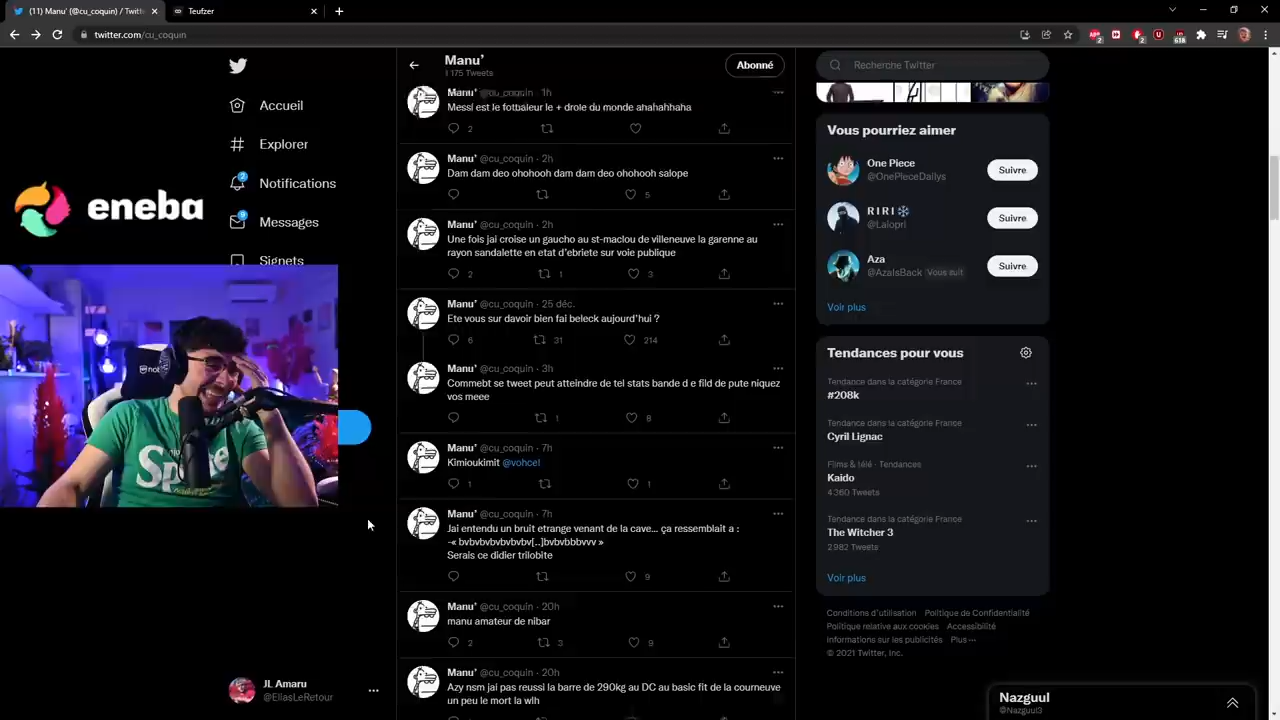 (11) Manu' (@cu_coquin) / Twitte
Teufzer
twitter.com/cu_coquin
Manu'
1 175 Tweets
Abonné
Recherche Twitter
Accueil
Explorer
Notifications
2
Messages
9
Signets
eneba
Manu' @cu_coquin · 1h
Messi est le fotbaleur le + drole du monde ahahahhaha
2
Manu' @cu_coquin · 2h
Dam dam deo ohohooh dam dam deo ohohooh salope
5
Manu' @cu_coquin · 2h
Une fois jai croise un gaucho au st-maclou de villeneuve la garenne au
rayon sandalette en etat d'ebriete sur voie publique
2 1 3
Manu' @cu_coquin · 25 déc.
Ete vous sur davoir bien fai beleck aujourd'hui ?
6 31 214
Manu' @cu_coquin · 3h
Commebt se tweet peut atteindre de tel stats bande d e fild de pute niquez
vos meee
1 8
Manu' @cu_coquin · 7h
Kimioukimit @vohcel
1 1
Manu' @cu_coquin · 7h
Jai entendu un bruit etrange venant de la cave... ça ressemblait a :
-« bvbvbvbvbvbvbv[..]bvbvbbbvvv »
Serais ce didier trilobite
9
Manu' @cu_coquin · 20h
manu amateur de nibar
2 3 9
Manu' @cu_coquin · 20h
Azy nsm jai pas reussi la barre de 290kg au DC au basic fit de la courneuve
un peu le mort la wlh
Vous pourriez aimer
One Piece
@OnePieceDailys
Suivre
R I R I
@Lalopri
Suivre
Aza
@AzaIsBack Vous suit
Suivre
Voir plus
Tendances pour vous
Tendance dans la catégorie France
#208k
Tendance dans la catégorie France
Cyril Lignac
Films & télé · Tendances
Kaido
4 360 Tweets
Tendance dans la catégorie France
The Witcher 3
2 982 Tweets
Voir plus
Conditions d'utilisation Politique de Confidentialité
Politique relative aux cookies Accessibilité
Informations sur les publicités Plus
© 2021 Twitter, Inc.
JL Amaru
@EliasLeRetour
Nazguul
@Nazguul3